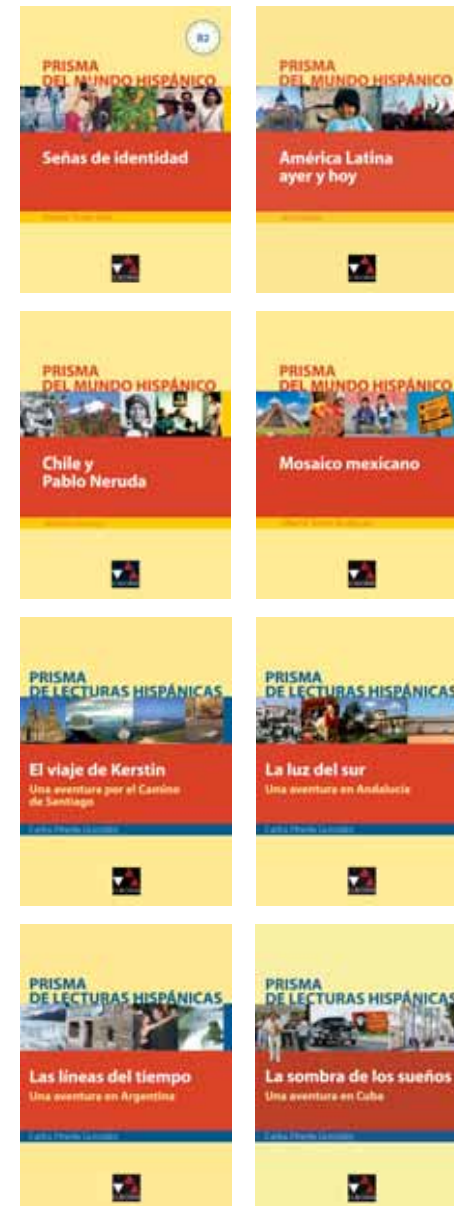 B2
PRISMA
DEL MUNDO HISPÁNICO
Señas de identidad
PRISMA
DEL MUNDO HISPÁNICO
América Latina
ayer y hoy
PRISMA
DEL MUNDO HISPÁNICO
Chile y
Pablo Neruda
PRISMA
DEL MUNDO HISPÁNICO
Mosaico mexicano
PRISMA
DE LECTURAS HISPÁNICAS
El viaje de Kerstin
Una aventura por el Camino
de Santiago
PRISMA
DE LECTURAS HISPÁNICAS
La luz del sur
Una aventura en Andalucía
PRISMA
DE LECTURAS HISPÁNICAS
Las líneas del tiempo
Una aventura en Argentina
PRISMA
DE LECTURAS HISPÁNICAS
La sombra de los sueños
Una aventura en Cuba